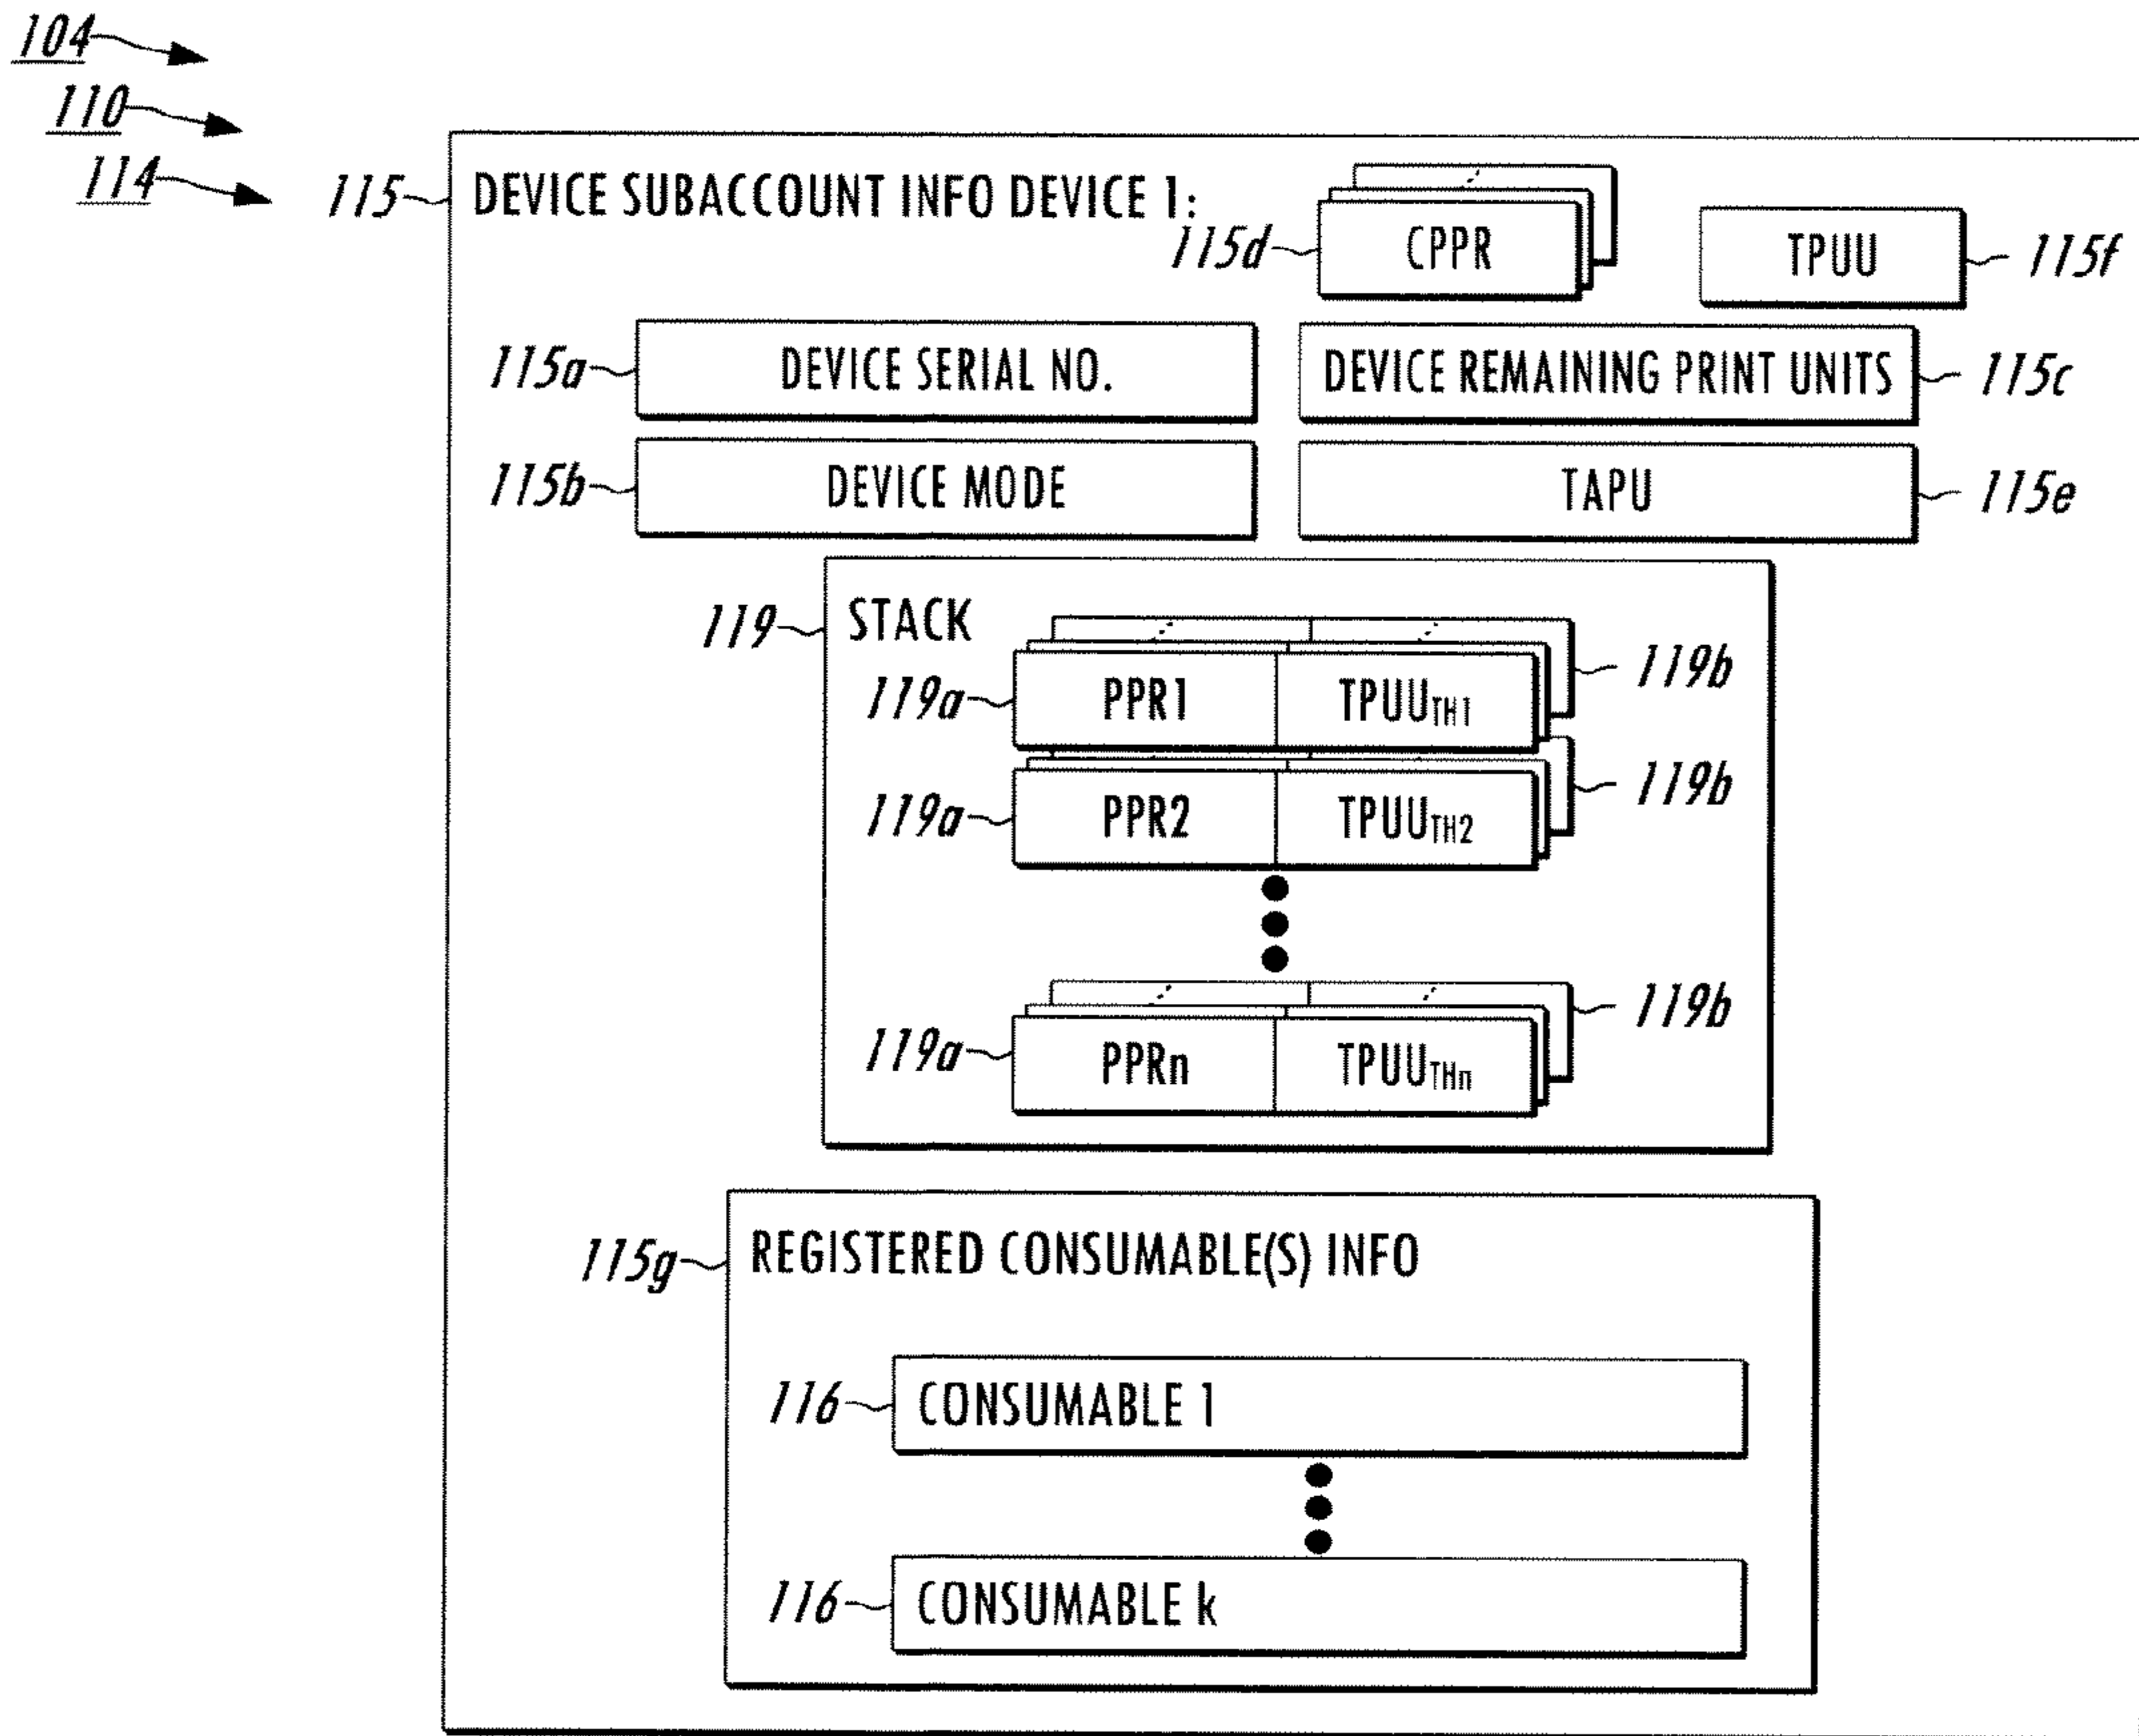 104
110
114
115 DEVICE SUBACCOUNT INFO DEVICE 1:
115d CPPR
TPUU 115f
115a DEVICE SERIAL NO.
DEVICE REMAINING PRINT UNITS 115c
115b DEVICE MODE
TAPU 115e
119 STACK
119a PPR1 TPUUTH1 119b
119a PPR2 TPUUTH2 119b
119a PPRn TPUUTHn 119b
115g REGISTERED CONSUMABLE(S) INFO
116 CONSUMABLE 1
116 CONSUMABLE k